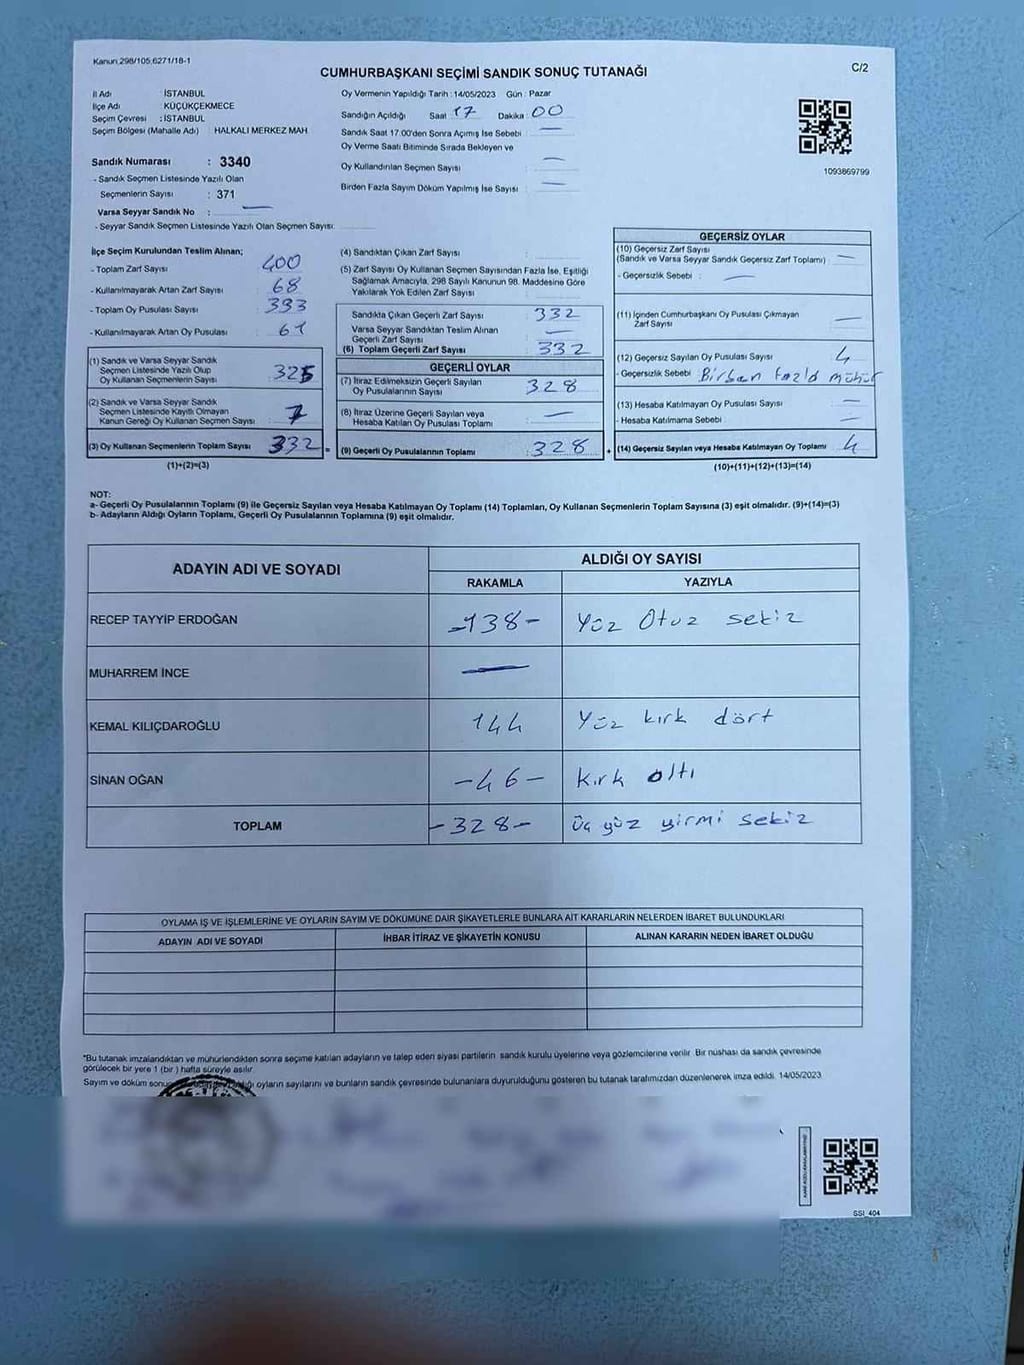 Kanun 298/105,6271/18-1
C/2
CUMHURBAŞKANI SEÇİMİ SANDIK SONUÇ TUTANAĞI
İl Adı : İSTANBUL
İlçe Adı : KÜÇÜKÇEKMECE
Seçim Çevresi : İSTANBUL
Seçim Bölgesi (Mahalle Adı) HALKALI MERKEZ MAH
Sandık Numarası : 3340
- Sandık Seçmen Listesinde Yazılı Olan
Seçmenlerin Sayısı : 371
Varsa Seyyar Sandık No : —
- Seyyar Sandık Seçmen Listesinde Yazılı Olan Seçmen Sayısı:
Oy Vermenin Yapıldığı Tarih : 14/05/2023 Gün : Pazar
Sandığın Açıldığı Saat 17 Dakika : 00
Sandık Saat 17:00'den Sonra Açımış İse Sebebi : —
Oy Verme Saati Bitiminde Sırada Bekleyen ve
Oy Kullandırılan Seçmen Sayısı : —
Birden Fazla Sayım Döküm Yapılmış İse Sayısı : —
1093869799
İlçe Seçim Kurulundan Teslim Alınan;
- Toplam Zarf Sayısı : 400
- Kullanılmayarak Artan Zarf Sayısı : 68
- Toplam Oy Pusulası Sayısı : 393
- Kullanılmayarak Artan Oy Pusulası : 61
(1) Sandık ve Varsa Seyyar Sandık
Seçmen Listesinde Yazılı Olup
Oy Kullanan Seçmenlerin Sayısı : 325
(2) Sandık ve Varsa Seyyar Sandık
Seçmen Listesinde Kayıtlı Olmayan
Kanun Gereği Oy Kullanan Seçmen Sayısı : 7
(3) Oy Kullanan Seçmenlerin Toplam Sayısı : 332
(1)+(2)=(3)
(4) Sandıktan Çıkan Zarf Sayısı
(5) Zarf Sayısı Oy Kullanan Seçmen Sayısından Fazla İse, Eşitliği
Sağlamak Amacıyla, 298 Sayılı Kanunun 98. Maddesine Göre
Yakılarak Yok Edilen Zarf Sayısı
Sandıkta Çıkan Geçerli Zarf Sayısı : 332
Varsa Seyyar Sandıktan Teslim Alınan
Geçerli Zarf Sayısı : —
(6) Toplam Geçerli Zarf Sayısı : 332
GEÇERLİ OYLAR
(7) İtiraz Edilmeksizin Geçerli Sayılan
Oy Pusulasının Sayısı : 328
(8) İtiraz Üzerine Geçerli Sayılan veya
Hesaba Katılan Oy Pusulası Toplamı : —
= (9) Geçerli Oy Pusulalarının Toplamı : 328
GEÇERSİZ OYLAR
(10) Geçersiz Zarf Sayısı
(Sandık ve Varsa Seyyar Sandık Geçersiz Zarf Toplamı) : —
- Geçersizlik Sebebi : —
(11) İçinden Cumhurbaşkanı Oy Pusulası Çıkmayan
Zarf Sayısı : —
(12) Geçersiz Sayılan Oy Pusulası Sayısı : 4
- Geçersizlik Sebebi : Birden fazla mühür
(13) Hesaba Katılmayan Oy Pusulası Sayısı : —
- Hesaba Katılmama Sebebi : —
+ (14) Geçersiz Sayılan veya Hesaba Katılmayan Oy Toplamı : 4
(10)+(11)+(12)+(13)=(14)
NOT:
a- Geçerli Oy Pusulalarının Toplamı (9) ile Geçersiz Sayılan veya Hesaba Katılmayan Oy Toplamı (14) Toplamları, Oy Kullanan Seçmenlerin Toplam Sayısına (3) eşit olmalıdır. (9)+(14)=(3)
b- Adayların Aldığı Oyların Toplamı, Geçerli Oy Pusulalarının Toplamına (9) eşit olmalıdır.
ADAYIN ADI VE SOYADI
ALDIĞI OY SAYISI
RAKAMLA YAZIYLA
RECEP TAYYİP ERDOĞAN -138- Yüz Otuz sekiz
MUHARREM İNCE —
KEMAL KILIÇDAROĞLU 144 Yüz kırk dört
SİNAN OĞAN -46- Kırk altı
TOPLAM -328- Üç yüz yirmi sekiz
OYLAMA İŞ VE İŞLEMLERİNE VE OYLARIN SAYIM VE DÖKÜMÜNE DAİR ŞİKAYETLERLE BUNLARA AİT KARARLARIN NELERDEN İBARET BULUNDUKLARI
ADAYIN ADI VE SOYADI İHBAR İTİRAZ VE ŞİKAYETİN KONUSU ALINAN KARARIN NEDEN İBARET OLDUĞU
*Bu tutanak imzalandıktan ve mühürlendikten sonra seçime katılan adayların ve talep eden siyasi partilerin sandık kurulu üyelerine veya gözlemcilerine verilir. Bir nüshası da sandık çevresinde
görülecek bir yere 1 (bir ) hafta süreyle asılır.
Sayım ve döküm oyların sayılarını ve bunların sandık çevresinde bulunanlara duyurulduğunu gösteren bu tutanak tarafımızdan düzenlenerek imza edildi. 14/05/2023
SSI_404